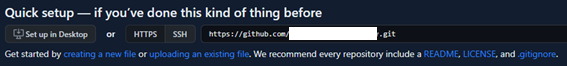 Quick setup — if you've done this kind of thing before
Set up in Desktop or HTTPS SSH https://github.com/ .git
Get started by creating a new file or uploading an existing file. We recommend every repository include a README, LICENSE, and .gitignore.